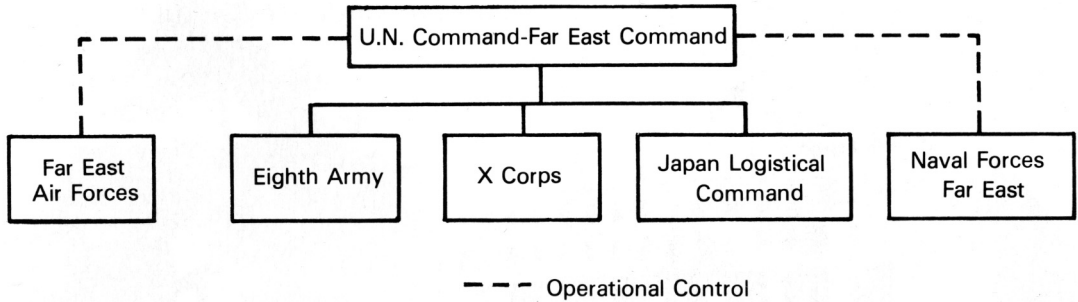 U.N. Command-Far East Command
Far East
Air Forces
Eighth Army
X Corps
Japan Logistical
Command
Naval Forces
Far East
Operational Control